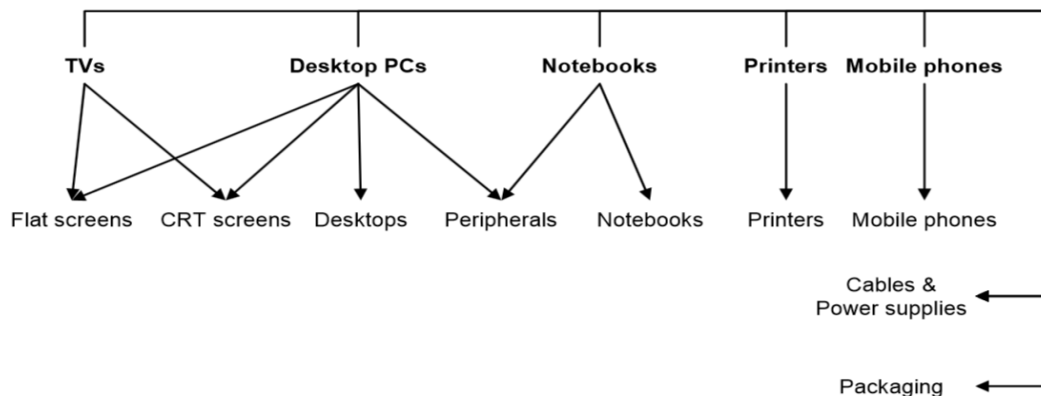 TVs
Desktop PCs
Notebooks
Printers
Mobile phones
Flat screens
CRT screens
Desktops
Peripherals
Notebooks
Printers
Mobile phones
Cables &
Power supplies
Packaging